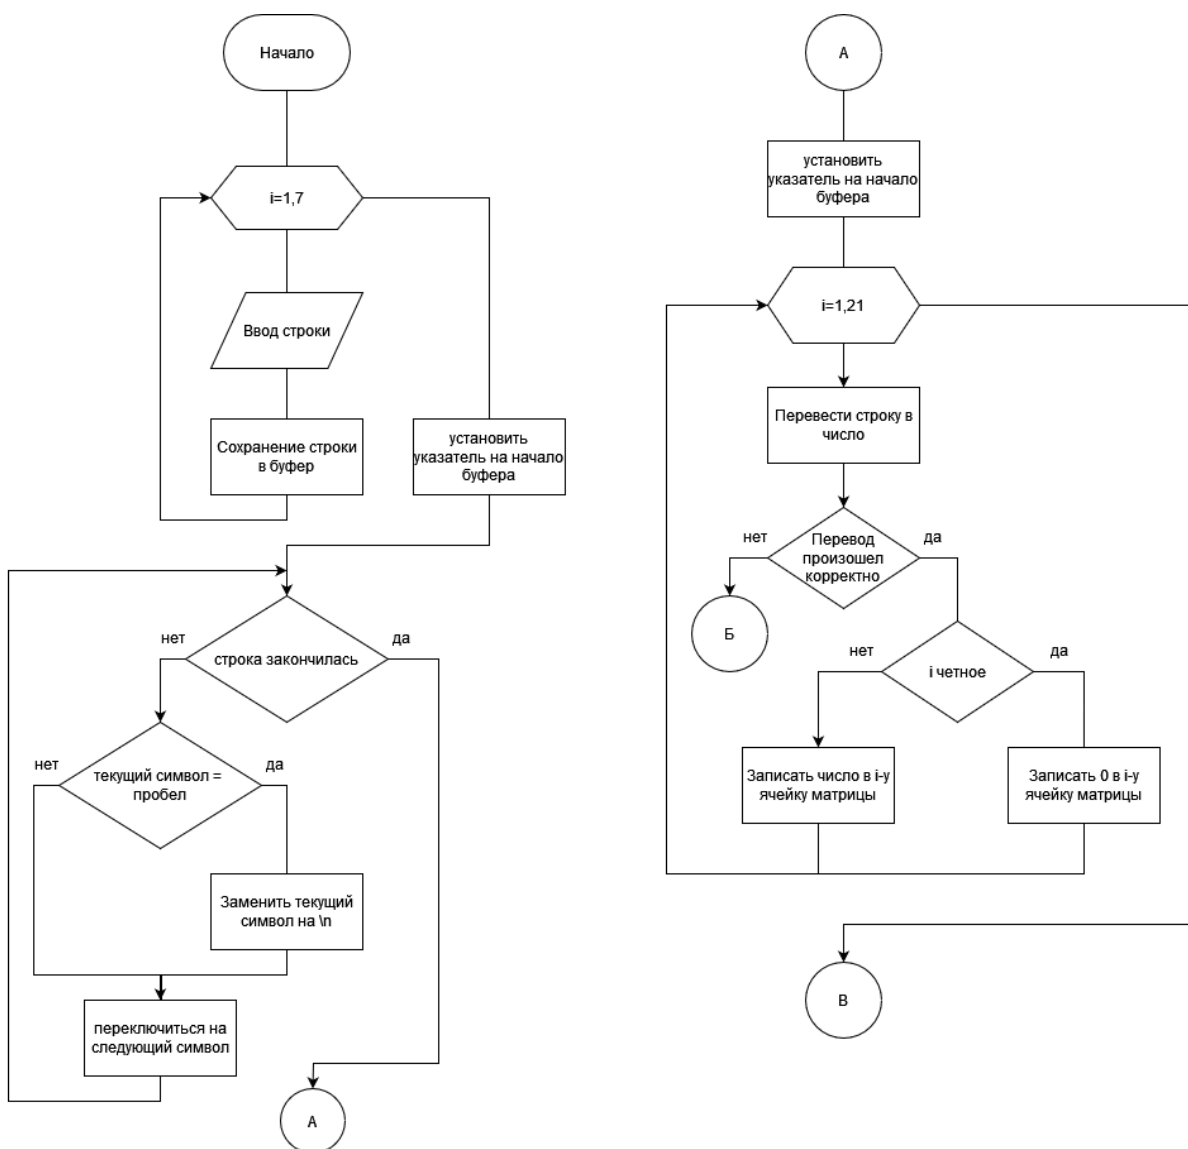 Начало
i=1,7
Ввод строки
Сохранение строки
в буфер
установить
указатель на начало
буфера
строка закончилась
нет
да
текущий символ =
пробел
нет
да
Заменить текущий
символ на \n
переключиться на
следующий символ
А
А
установить
указатель на начало
буфера
i=1,21
Перевести строку в
число
Перевод
произошел
корректно
нет
да
Б
i четное
нет
да
Записать число в i-у
ячейку матрицы
Записать 0 в i-у
ячейку матрицы
В